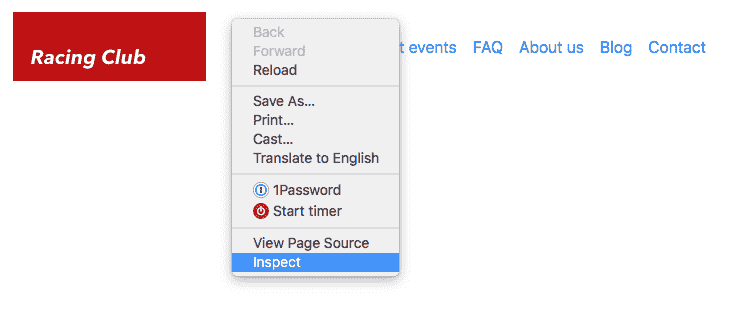 Racing Club
t events FAQ About us Blog Contact
Back
Forward
Reload
Save As...
Print...
Cast...
Translate to English
1Password
Start timer
View Page Source
Inspect